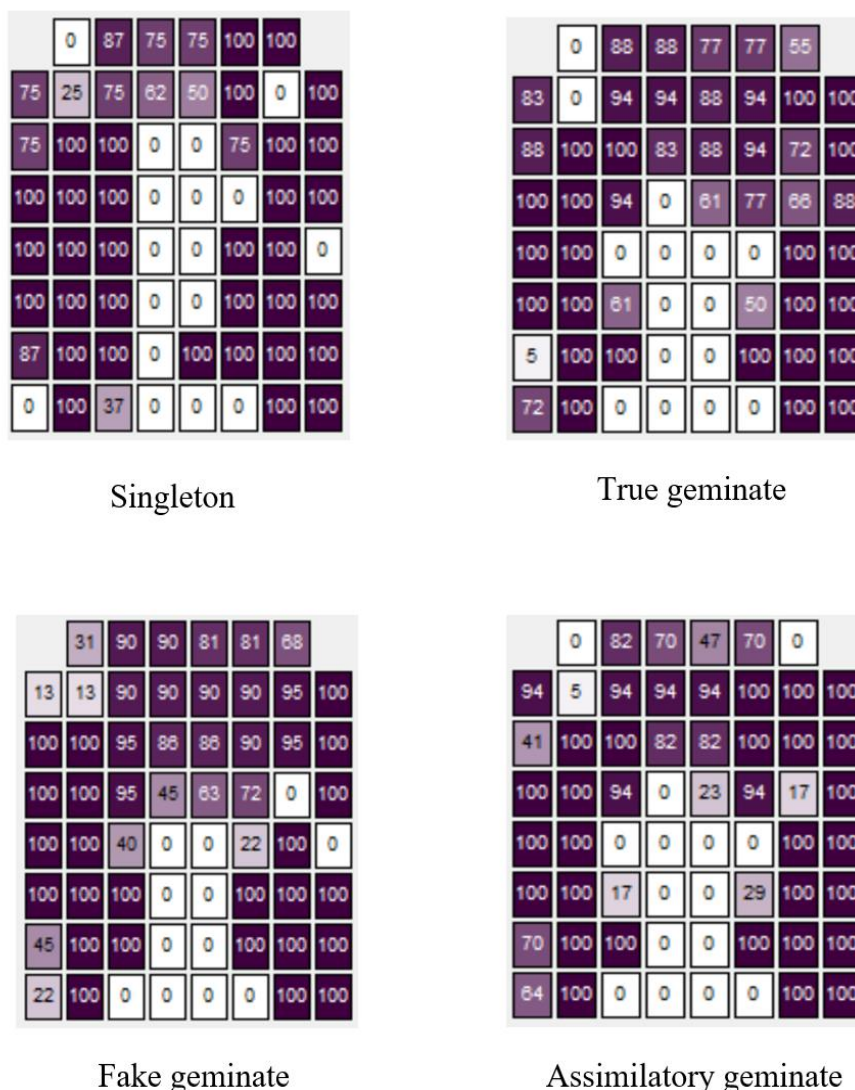 0 87 75 75 100 100
75 25 75 62 50 100 0 100
75 100 100 0 0 75 100 100
100 100 100 0 0 0 100 100
100 100 100 0 0 100 100 0
100 100 100 0 0 100 100 100
87 100 100 0 100 100 100 100
0 100 37 0 0 0 100 100
Singleton
0 88 88 77 77 55
83 0 94 94 88 94 100 100
88 100 100 83 88 94 72 100
100 100 94 0 61 77 66 88
100 100 0 0 0 0 100 100
100 100 61 0 0 50 100 100
5 100 100 0 0 100 100 100
72 100 0 0 0 0 100 100
True geminate
31 90 90 81 81 68
13 13 90 90 90 90 95 100
100 100 95 86 86 90 95 100
100 100 95 45 63 72 0 100
100 100 40 0 0 22 100 0
100 100 100 0 0 100 100 100
45 100 100 0 0 100 100 100
22 100 0 0 0 0 100 100
Fake geminate
0 82 70 47 70 0
94 5 94 94 94 100 100 100
41 100 100 82 82 100 100 100
100 100 94 0 23 94 17 100
100 100 0 0 0 0 100 100
100 100 17 0 0 29 100 100
70 100 100 0 0 100 100 100
64 100 0 0 0 0 100 100
Assimilatory geminate